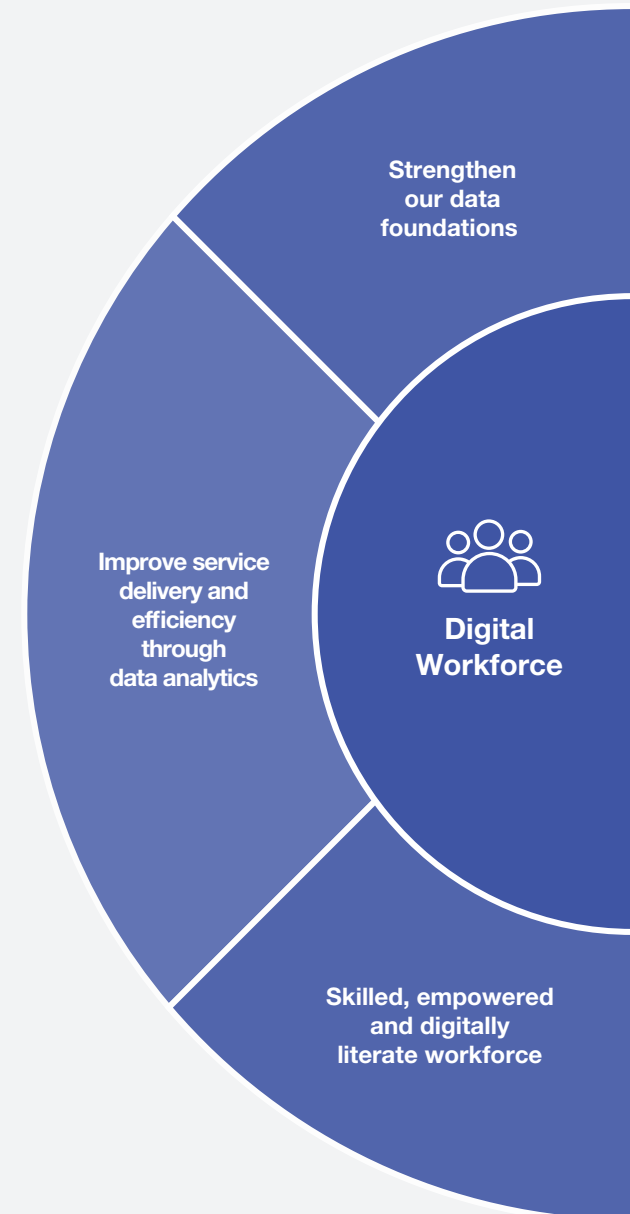 Strengthen
our data
foundations
Improve service
delivery and
efficiency
through
data analytics
Digital
Workforce
Skilled, empowered
and digitally
literate workforce